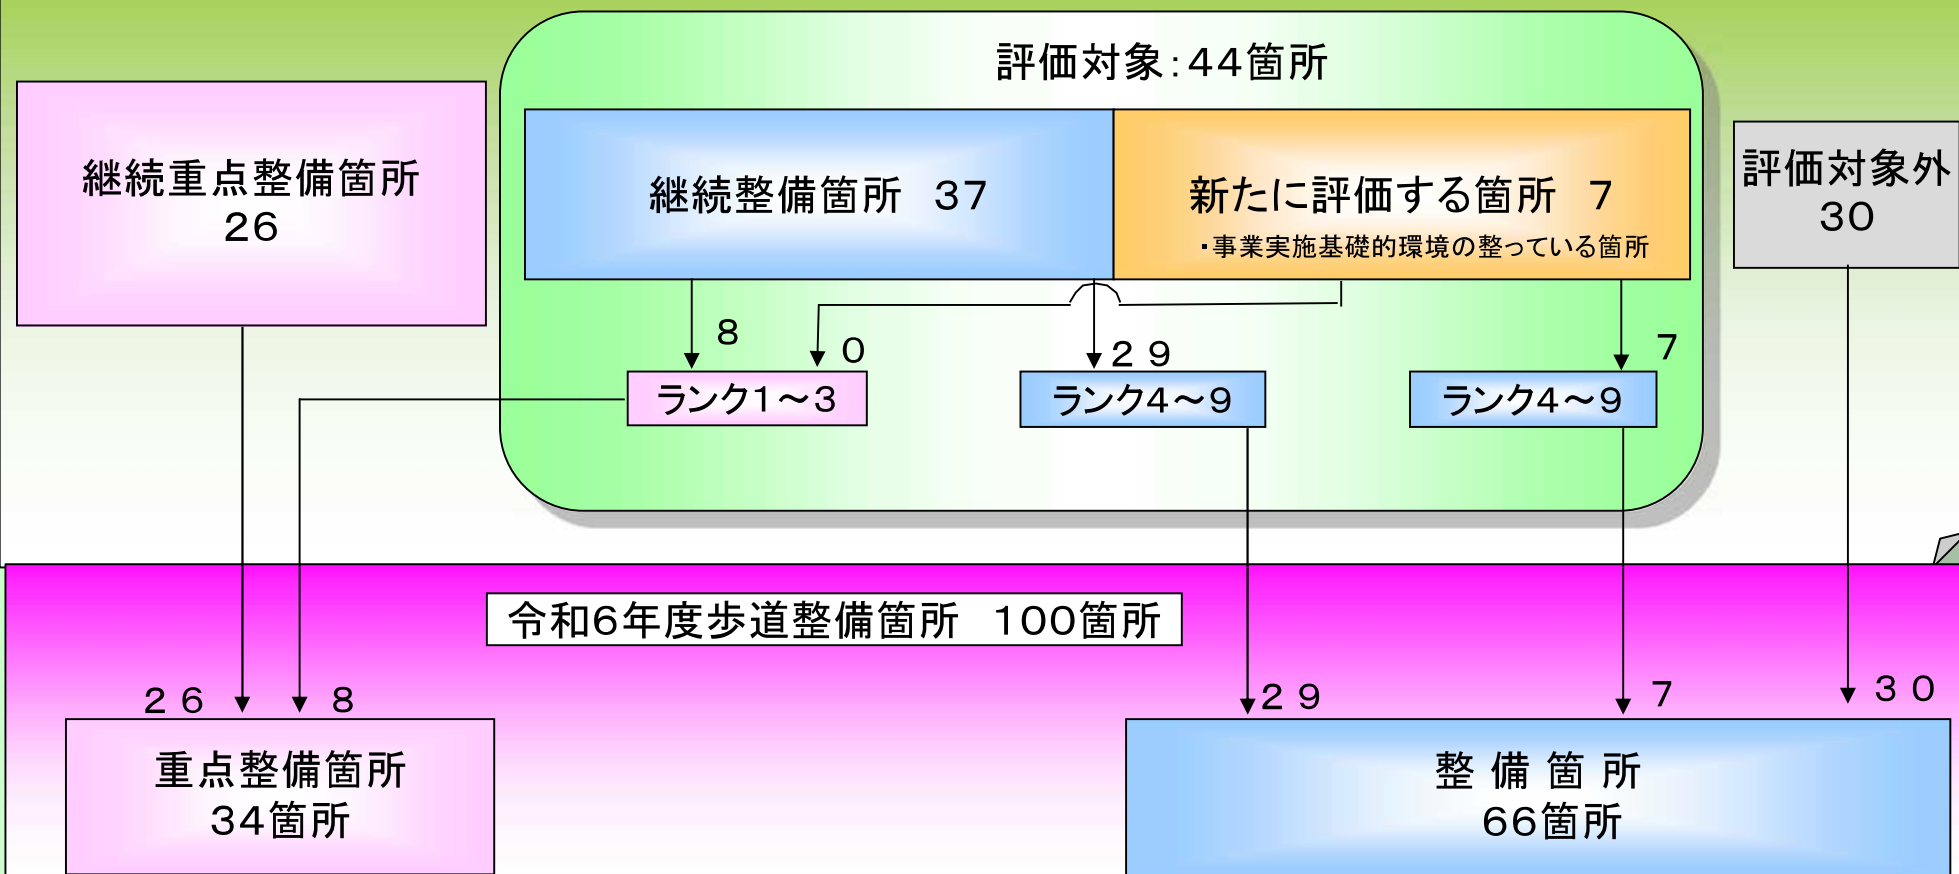 評価対象：４４箇所
継続重点整備箇所
２６
継続整備箇所　３７
新たに評価する箇所　７
・事業実施基礎的環境の整っている箇所
評価対象外
３０
８
０
２９
７
ランク１～３
ランク４～９
ランク４～９
令和６年度歩道整備箇所　１００箇所
２６
８
２９
７
３０
重点整備箇所
３４箇所
整備箇所
６６箇所